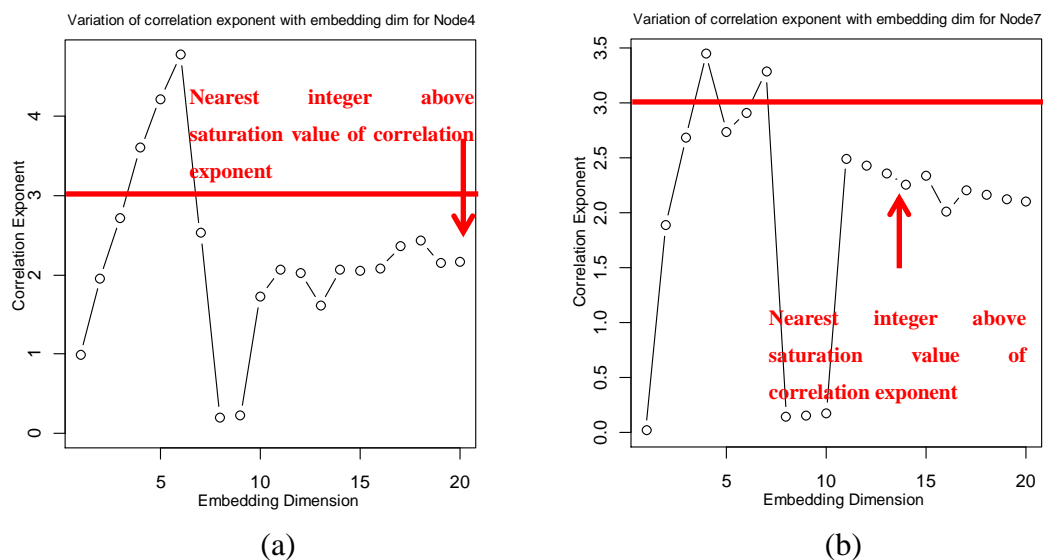 Variation of correlation exponent with embedding dim for Node4
Correlation Exponent
4
3
2
1
0
Nearest integer above
saturation value of correlation
exponent
5
10
15
20
Embedding Dimension
(a)
Variation of correlation exponent with embedding dim for Node7
Correlation Exponent
3.5
3.0
2.5
2.0
1.5
1.0
0.5
0.0
Nearest integer above
saturation value of
correlation exponent
5
10
15
20
Embedding Dimension
(b)